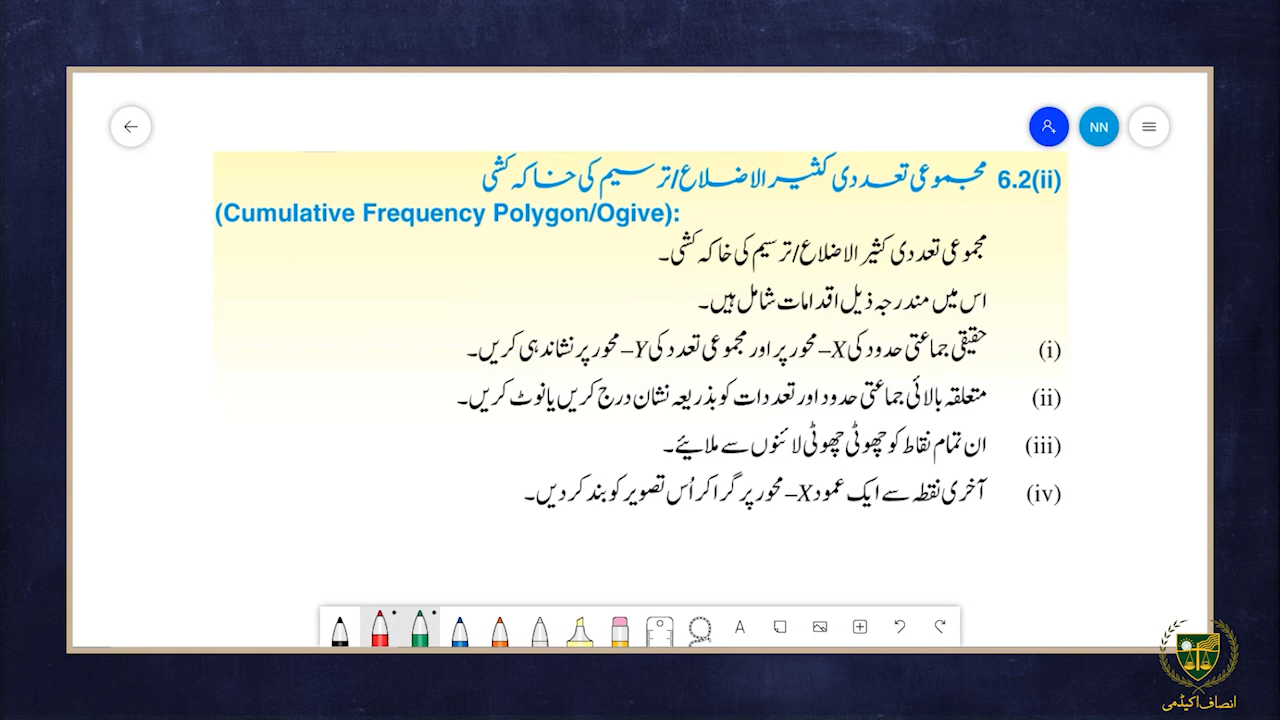 NN
6.2(ii) مجموعی تعددی کثیر الاضلاع/ترسیم کی خاکہ کشی
(Cumulative Frequency Polygon/Ogive):
مجموعی تعددی کثیر الاضلاع/ترسیم کی خاکہ کشی۔
اس میں مندرجہ ذیل اقدامات شامل ہیں۔
(i) حقیقی جماعتی حدود کی X– محور پر اور مجموعی تعدد کی Y– محور پر نشاندہی کریں۔
(ii) متعلقہ بالائی جماعتی حدود اور تعددات کو بذریعہ نشان درج کریں یا نوٹ کریں۔
(iii) ان تمام نقاط کو چھوٹی چھوٹی لائنوں سے ملائیے۔
(iv) آخری نقطہ سے ایک عمود X– محور پر گرا کر اُس تصویر کو بند کر دیں۔
A
انصاف اکیڈمی